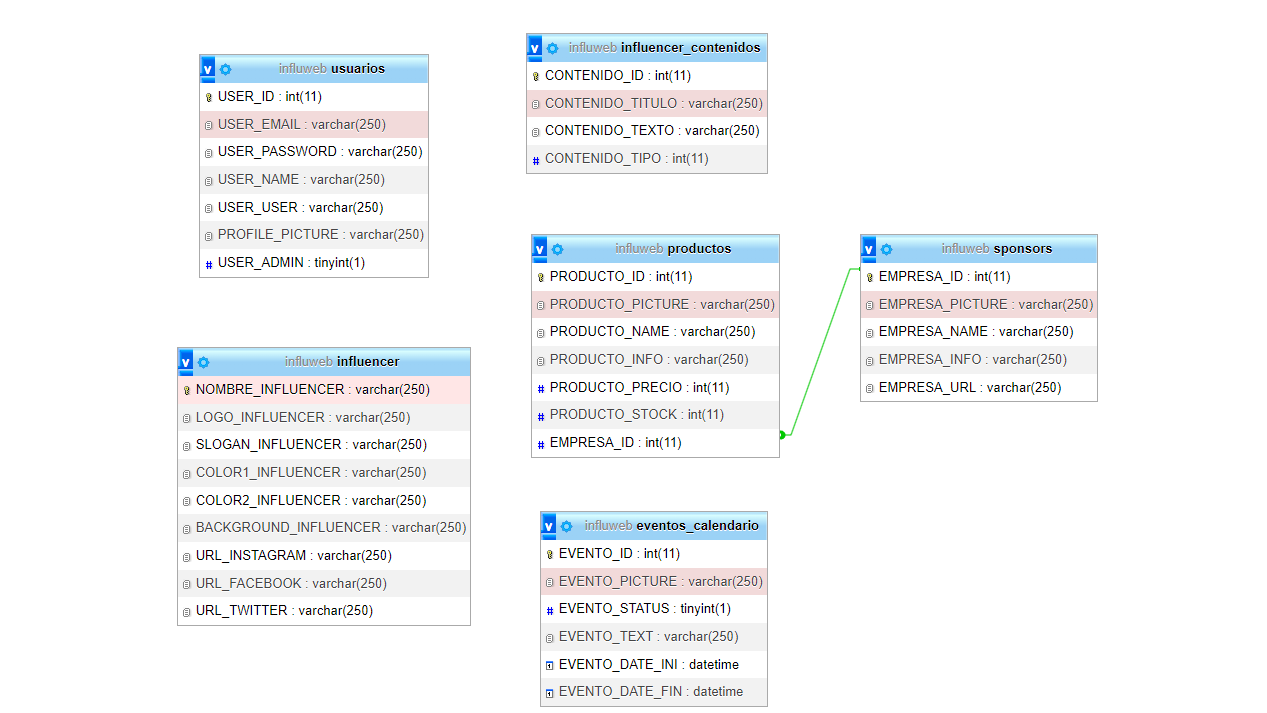 influweb usuarios
USER_ID : int(11)
USER_EMAIL : varchar(250)
USER_PASSWORD : varchar(250)
USER_NAME : varchar(250)
USER_USER : varchar(250)
PROFILE_PICTURE : varchar(250)
# USER_ADMIN : tinyint(1)
influweb influencer
NOMBRE_INFLUENCER : varchar(250)
LOGO_INFLUENCER : varchar(250)
SLOGAN_INFLUENCER : varchar(250)
COLOR1_INFLUENCER : varchar(250)
COLOR2_INFLUENCER : varchar(250)
BACKGROUND_INFLUENCER : varchar(250)
URL_INSTAGRAM : varchar(250)
URL_FACEBOOK : varchar(250)
URL_TWITTER : varchar(250)
influweb influencer_contenidos
CONTENIDO_ID : int(11)
CONTENIDO_TITULO : varchar(250)
CONTENIDO_TEXTO : varchar(250)
# CONTENIDO_TIPO : int(11)
influweb productos
PRODUCTO_ID : int(11)
PRODUCTO_PICTURE : varchar(250)
PRODUCTO_NAME : varchar(250)
PRODUCTO_INFO : varchar(250)
# PRODUCTO_PRECIO : int(11)
# PRODUCTO_STOCK : int(11)
# EMPRESA_ID : int(11)
influweb sponsors
EMPRESA_ID : int(11)
EMPRESA_PICTURE : varchar(250)
EMPRESA_NAME : varchar(250)
EMPRESA_INFO : varchar(250)
EMPRESA_URL : varchar(250)
influweb eventos_calendario
EVENTO_ID : int(11)
EVENTO_PICTURE : varchar(250)
# EVENTO_STATUS : tinyint(1)
EVENTO_TEXT : varchar(250)
EVENTO_DATE_INI : datetime
EVENTO_DATE_FIN : datetime